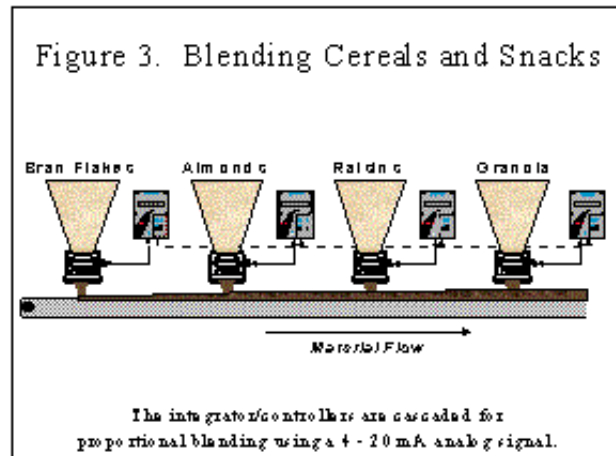 Figure 3. Blending Cereals and Snacks
Bran Flakes
Almonds
Raisins
Granola
Material Flow
The integrator/controllers are cascaded for
proportional blending using a 4 - 20 mA analog signal.